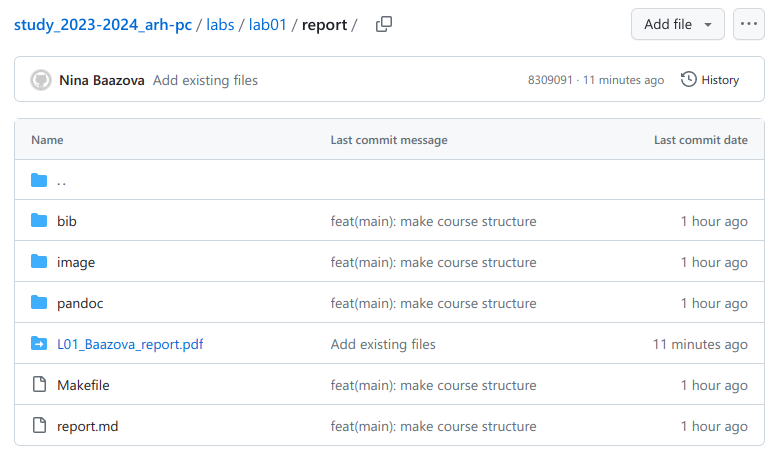 study_2023-2024_arh-pc / labs / lab01 / report / Add file ...
Nina Baazova Add existing files 8309091 · 11 minutes ago History
Name Last commit message Last commit date
..
bib feat(main): make course structure 1 hour ago
image feat(main): make course structure 1 hour ago
pandoc feat(main): make course structure 1 hour ago
L01_Baazova_report.pdf Add existing files 11 minutes ago
Makefile feat(main): make course structure 1 hour ago
report.md feat(main): make course structure 1 hour ago